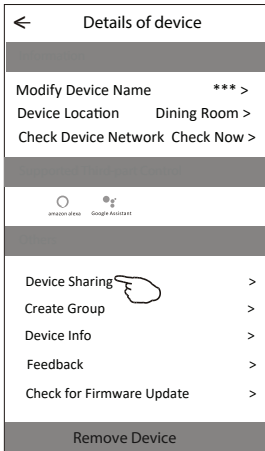 Details of device
Modify Device Name *** >
Device Location Dining Room >
Check Device Network Check Now >
amazon alexa Google Assistant
Device Sharing >
Create Group >
Device Info >
Feedback >
Check for Firmware Update >
Remove Device